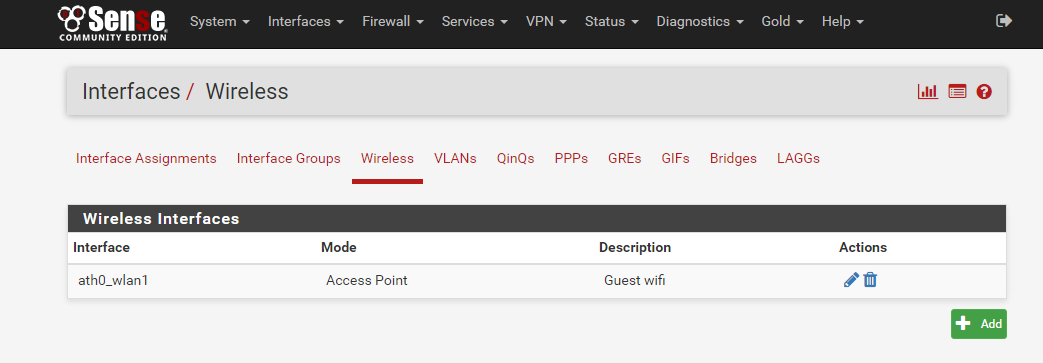 Sense
COMMUNITY EDITION
System Interfaces Firewall Services VPN Status Diagnostics Gold Help
Interfaces / Wireless
Interface Assignments Interface Groups Wireless VLANs QinQs PPPs GREs GIFs Bridges LAGGs
Wireless Interfaces
Interface Mode Description Actions
ath0_wlan1 Access Point Guest wifi
Add